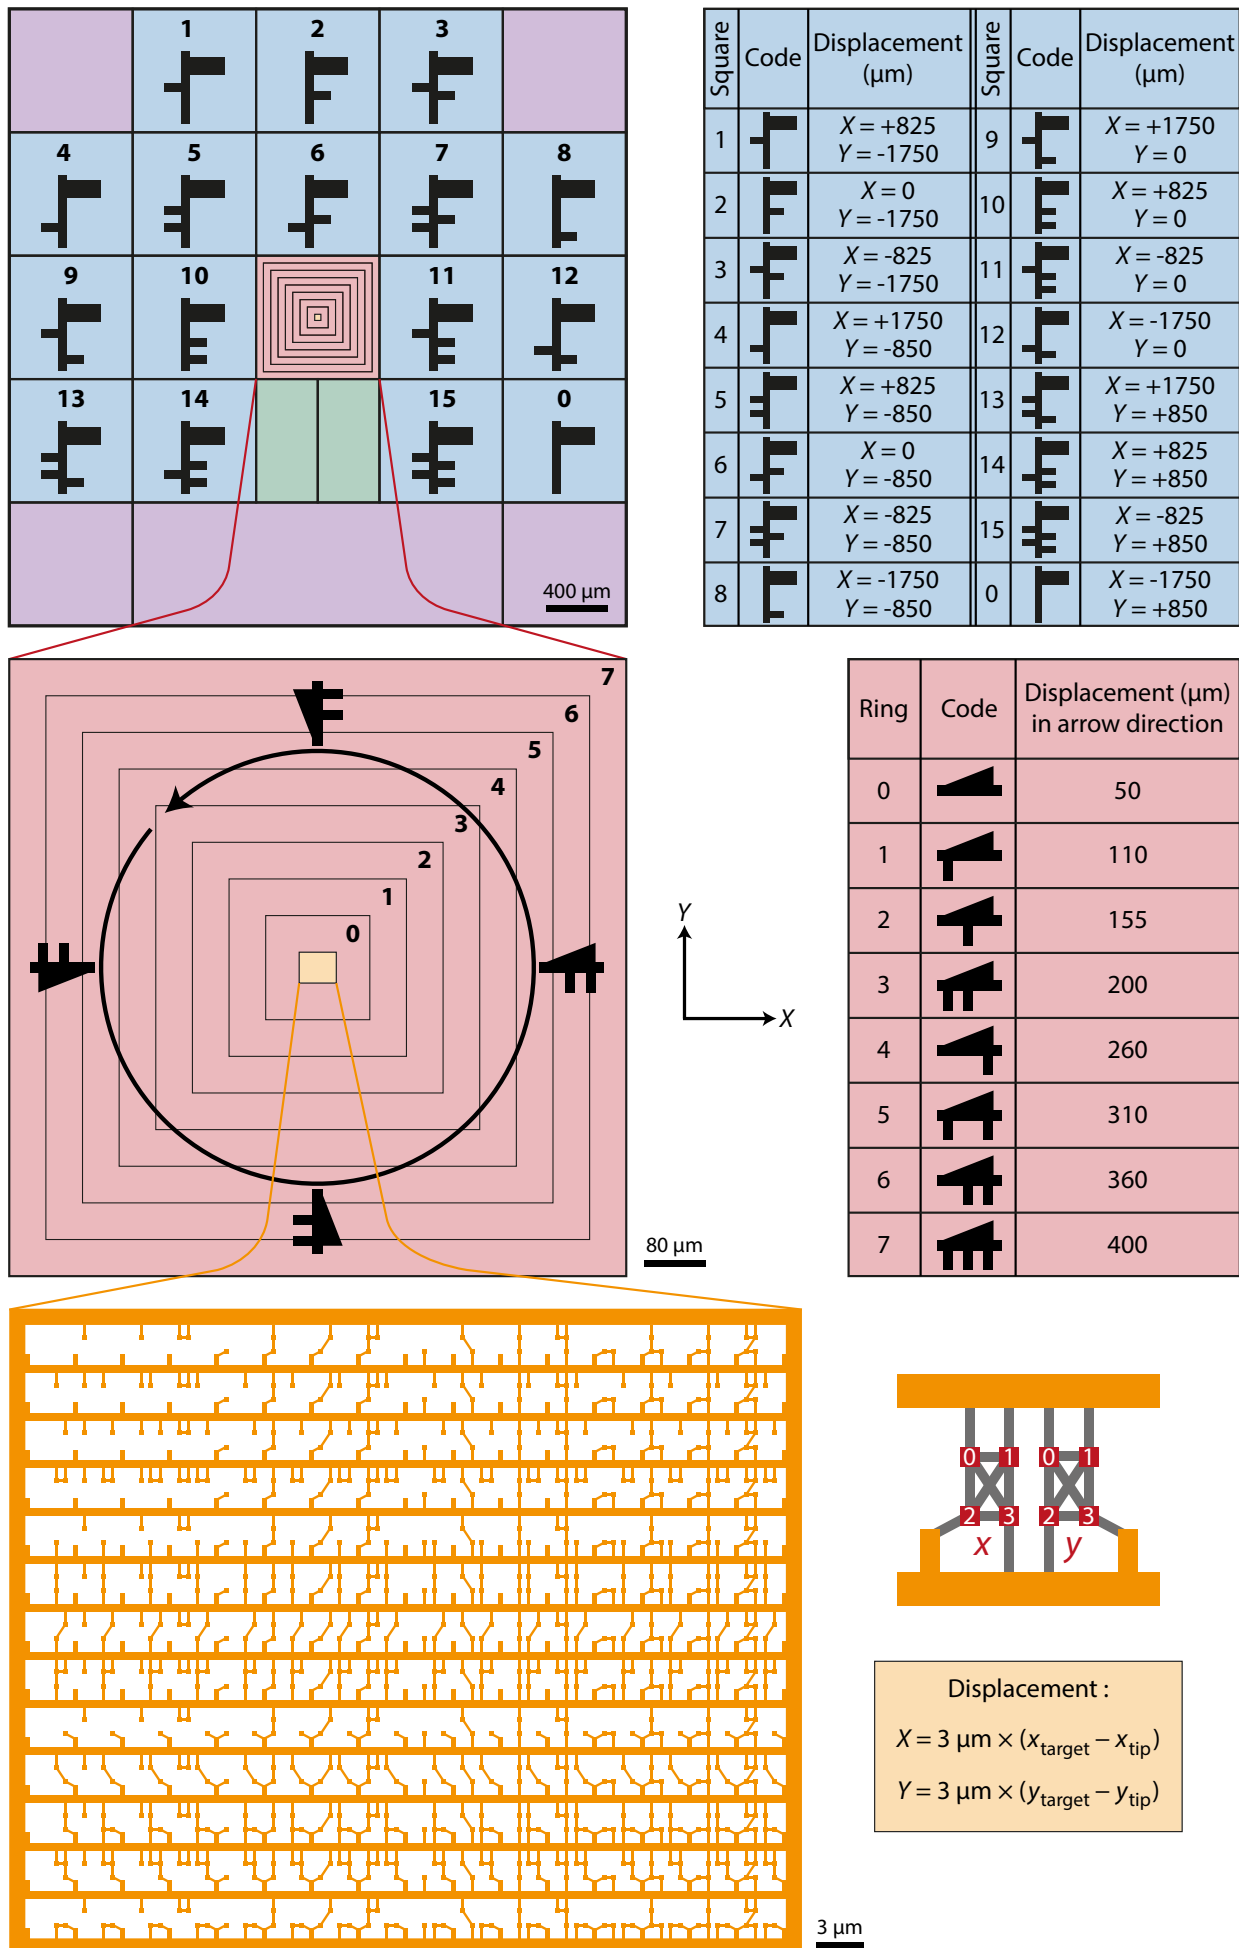 1 2 3
4 5 6 7 8
9 10 11 12
13 14 15 0
400 µm
Square Code Displacement (µm) Square Code Displacement (µm)
1 X = +825 Y = -1750 9 X = +1750 Y = 0
2 X = 0 Y = -1750 10 X = +825 Y = 0
3 X = -825 Y = -1750 11 X = -825 Y = 0
4 X = +1750 Y = -850 12 X = -1750 Y = 0
5 X = +825 Y = -850 13 X = +1750 Y = +850
6 X = 0 Y = -850 14 X = +825 Y = +850
7 X = -825 Y = -850 15 X = -825 Y = +850
8 X = -1750 Y = -850 0 X = -1750 Y = +850
7
6
5
4
3
2
1
0
80 µm
Y
X
Ring Code Displacement (µm) in arrow direction
0 50
1 110
2 155
3 200
4 260
5 310
6 360
7 400
0 1 0 1
2 3 2 3
x y
Displacement :
X = 3 µm × (xtarget – xtip)
Y = 3 µm × (ytarget – ytip)
3 µm